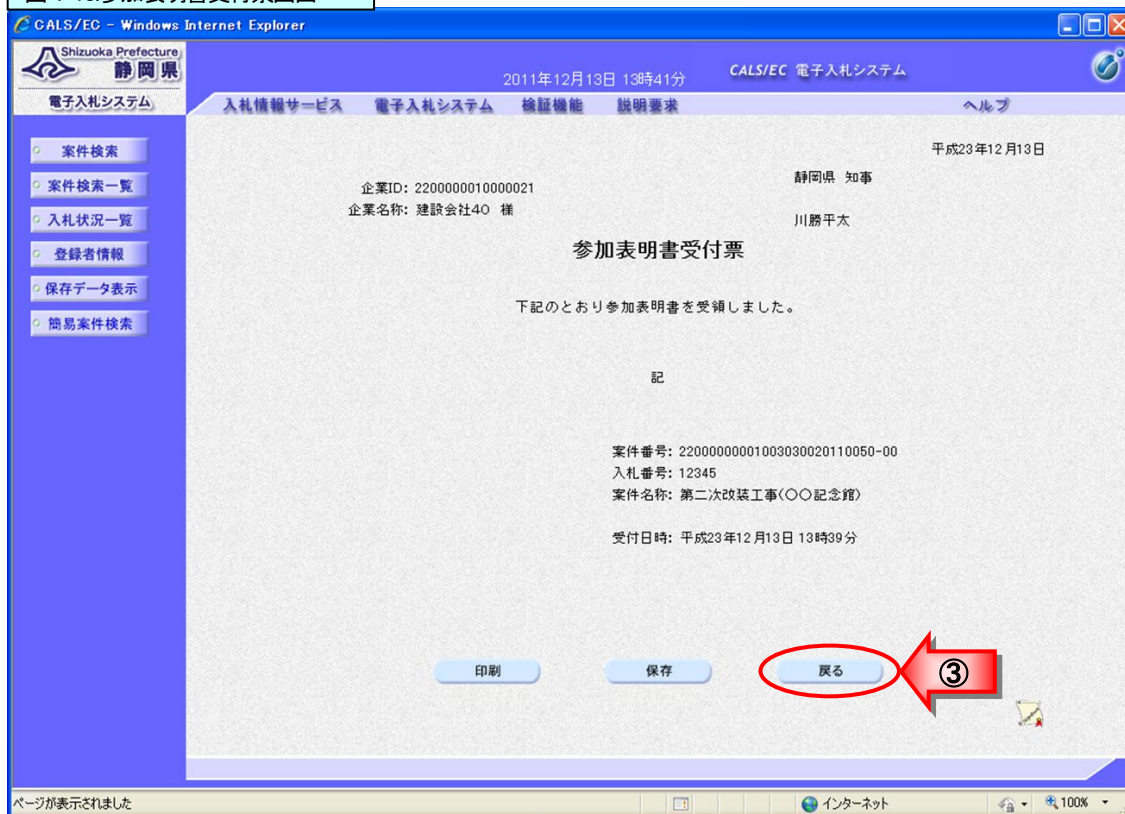 CALS/EC - Windows Internet Explorer
Shizuoka Prefecture
静岡県
電子入札システム
2011年12月13日 13時41分
CALS/EC 電子入札システム
入札情報サービス 電子入札システム 検証機能 説明要求 ヘルプ
案件検索
案件検索一覧
入札状況一覧
登録者情報
保存データ表示
簡易案件検索
平成23年12月13日
静岡県 知事
企業ID: 2200000010000021
企業名称: 建設会社40 様
川勝平太
参加表明書受付票
下記のとおり参加表明書を受領しました。
記
案件番号: 2200000000100303002011​0050-00
入札番号: 12345
案件名称: 第二次改装工事(〇〇記念館)
受付日時: 平成23年12月13日 13時39分
印刷 保存 戻る
③
ページが表示されました
インターネット
100%